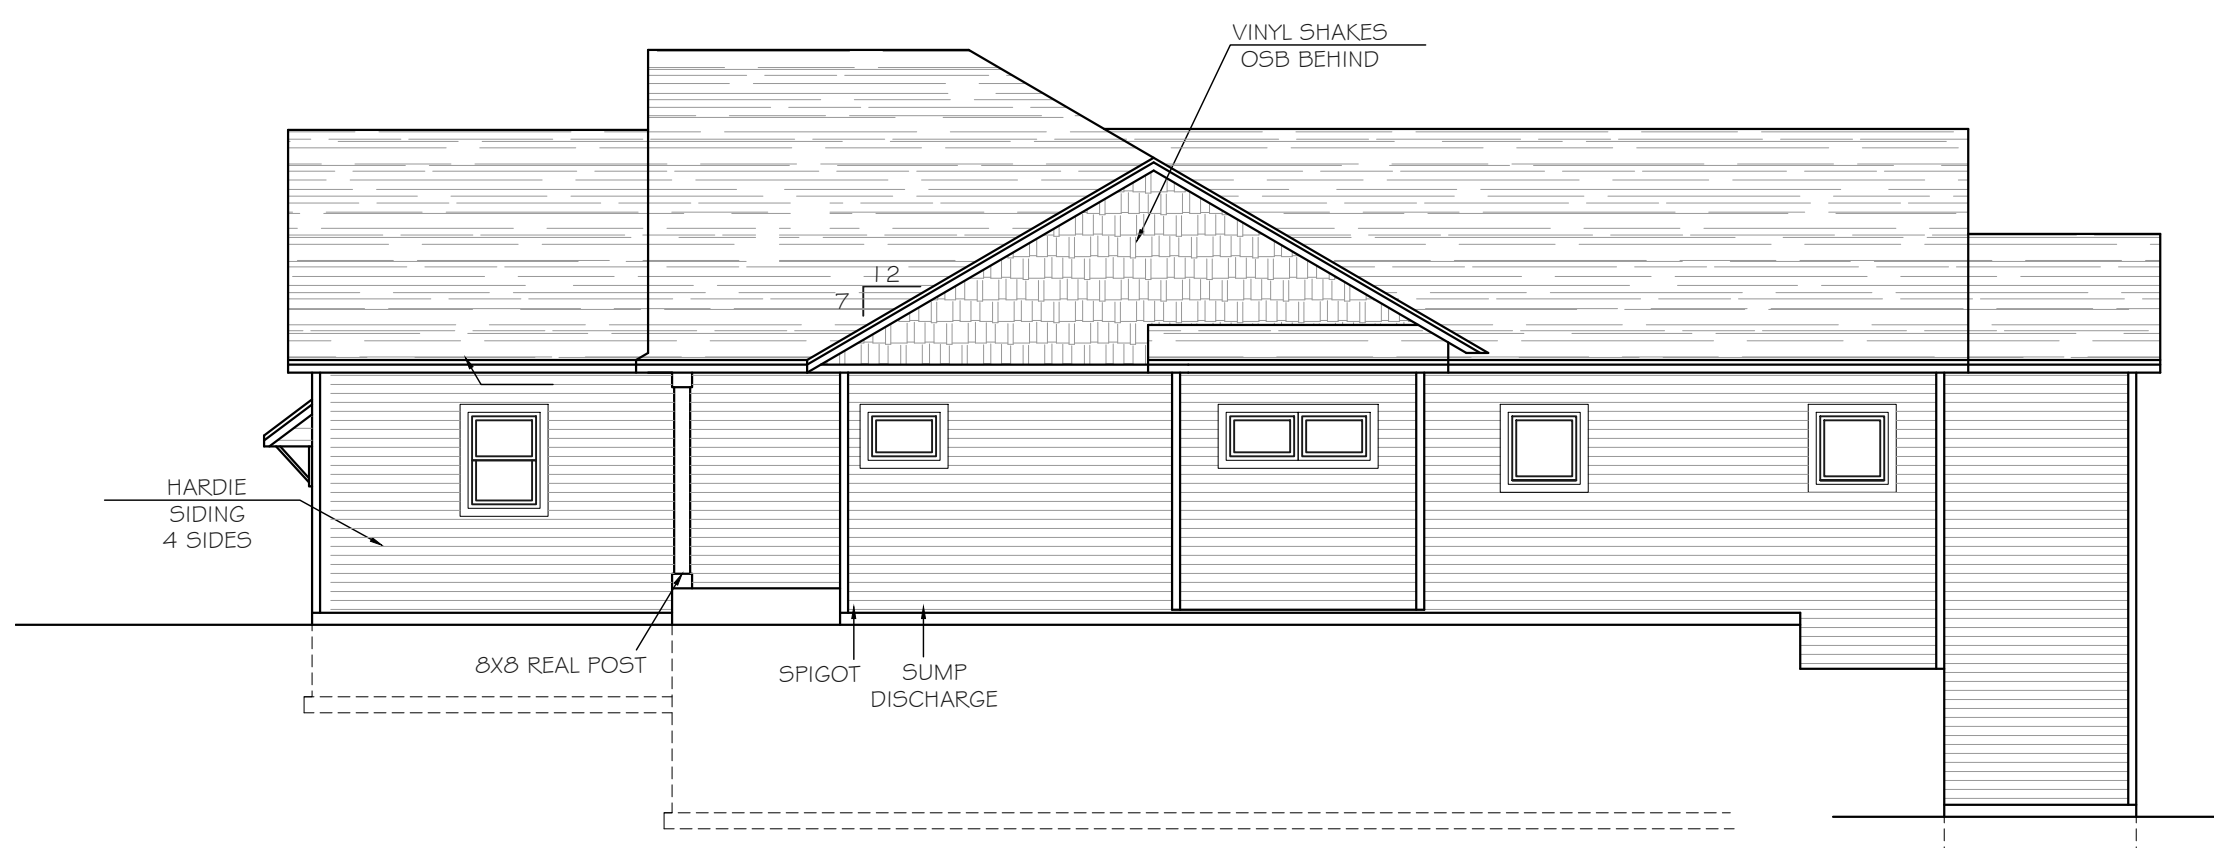 VINYL SHAKES
OSB BEHIND
12
7
HARDIE
SIDING
4 SIDES
8X8 REAL POST
SPIGOT
SUMP
DISCHARGE